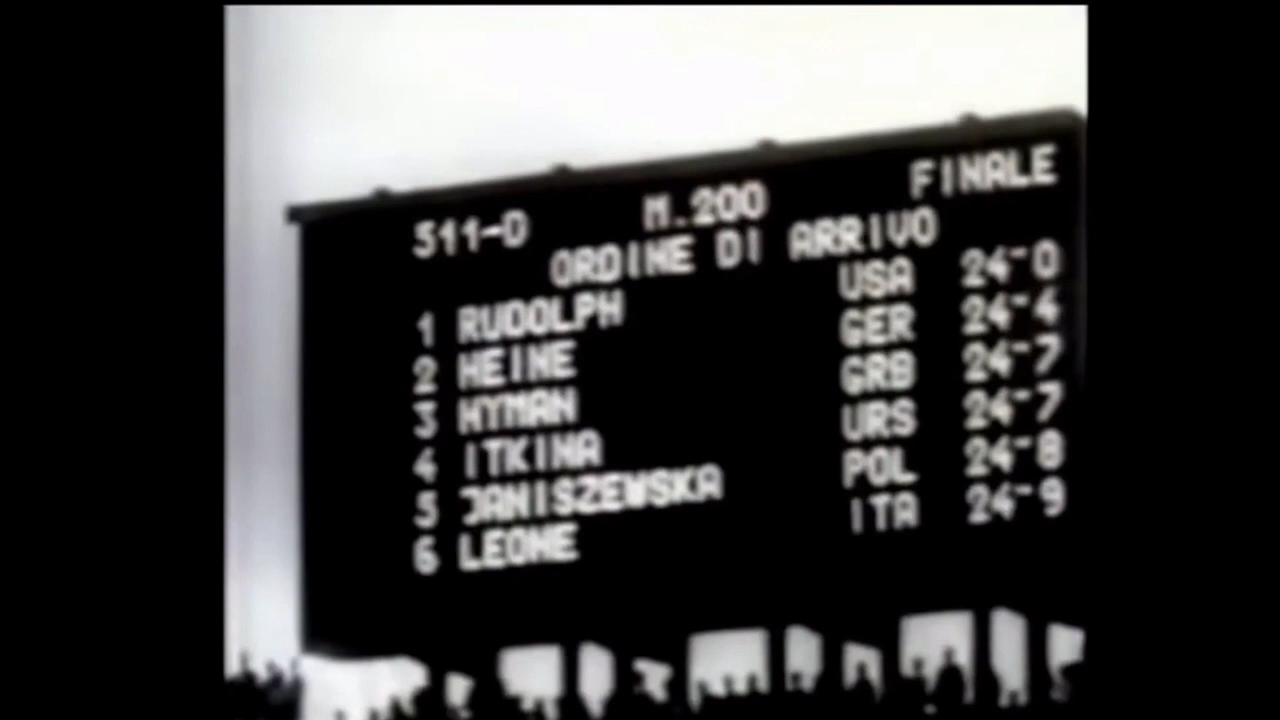 511-D M.200 FINALE
ORDINE DI ARRIVO
1 RUDOLPH USA 24-0
2 HEINE GER 24-4
3 HYMAN GRB 24-7
4 ITKINA URS 24-7
5 JANISZEWSKA POL 24-8
6 LEONE ITA 24-9